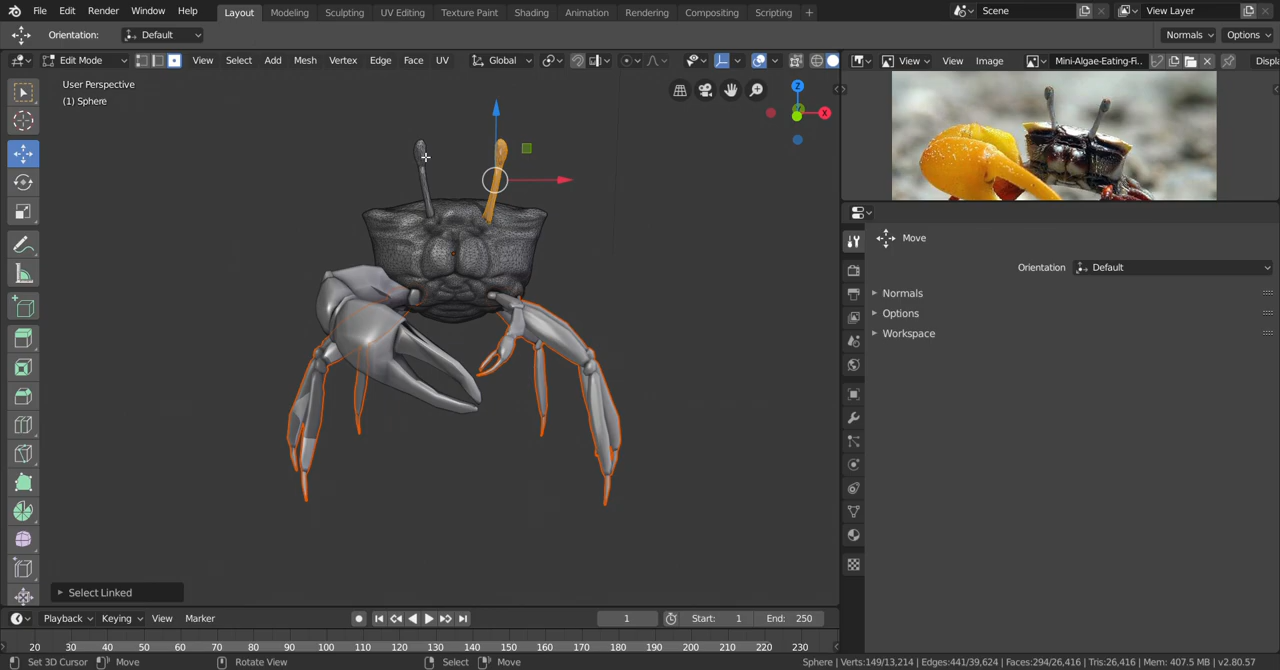 File Edit Render Window Help Layout Modeling Sculpting UV Editing Texture Paint Shading Animation Rendering Compositing Scripting + Scene View Layer
Orientation: Default Normals Options
Edit Mode View Select Add Mesh Vertex Edge Face UV Global View View Image Mini-Algae-Eating-Fi... Displa
User Perspective
(1) Sphere
Z
X
Move
Orientation Default
Normals
Options
Workspace
Select Linked
Playback Keying View Marker 1 Start: 1 End: 250
20 30 40 50 60 70 80 90 100 110 120 130 140 150 160 170 180 190 200 210 220 230
Set 3D Cursor Move Rotate View Select Move Sphere | Verts:149/13,214 | Edges:441/39,624 | Faces:294/26,416 | Tris:26,416 | Mem: 407.5 MB | v2.80.57